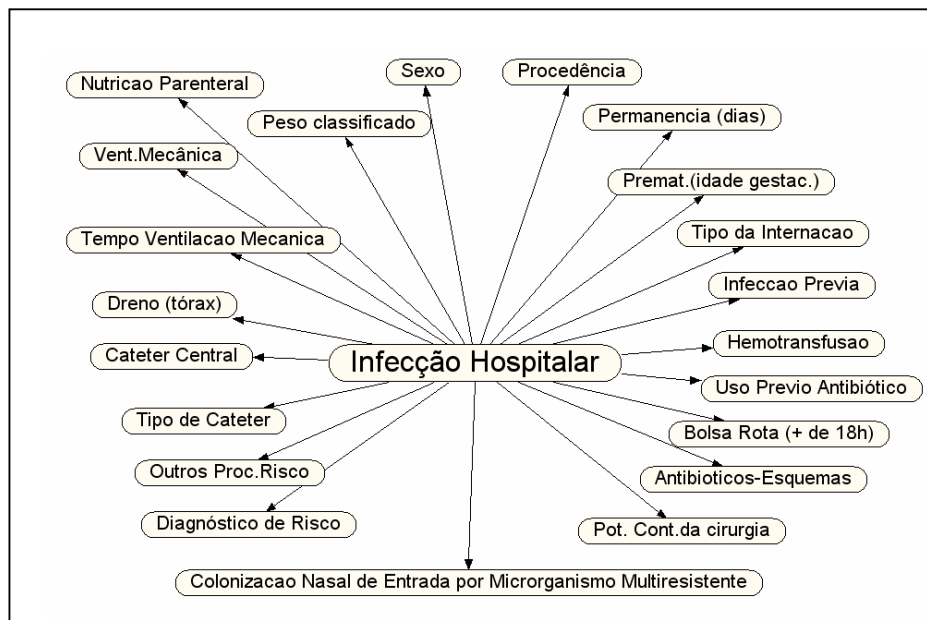 Sexo
Procedência
Nutricao Parenteral
Peso classificado
Permanencia (dias)
Vent.Mecânica
Premat.(idade gestac.)
Tempo Ventilacao Mecanica
Tipo da Internacao
Infeccao Previa
Dreno (tórax)
Hemotransfusao
Cateter Central
Infecção Hospitalar
Uso Previo Antibiótico
Tipo de Cateter
Bolsa Rota (+ de 18h)
Outros Proc.Risco
Antibioticos-Esquemas
Diagnóstico de Risco
Pot. Cont.da cirurgia
Colonizacao Nasal de Entrada por Microrganismo Multiresistente